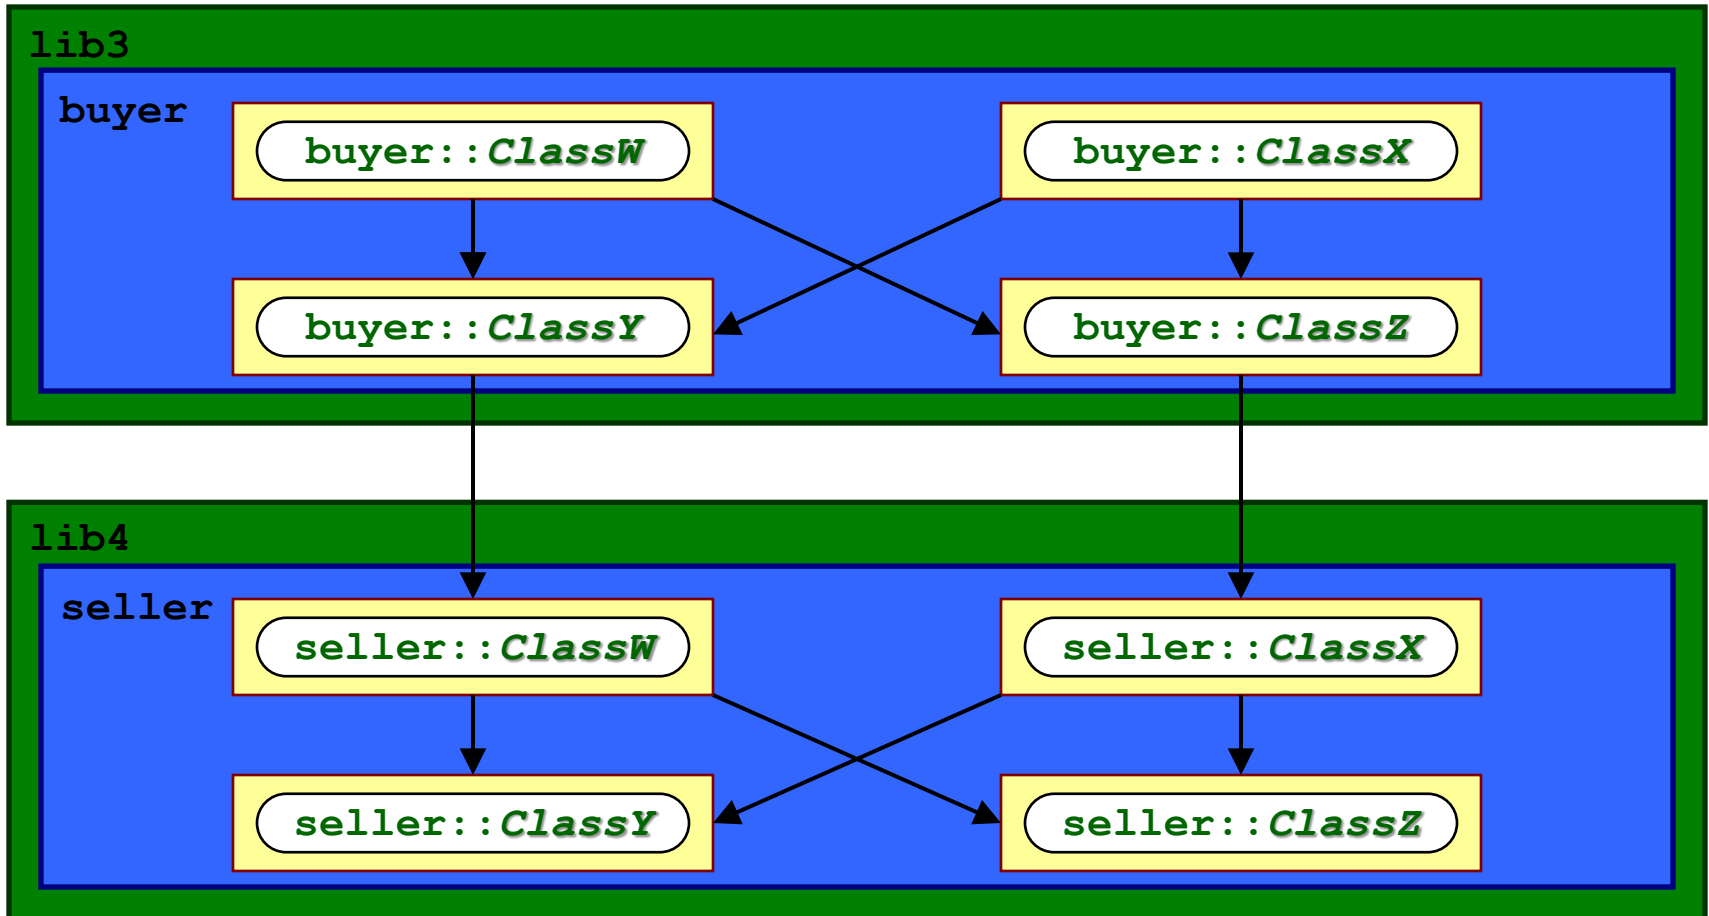 lib3
buyer
buyer::ClassW
buyer::ClassX
buyer::ClassY
buyer::ClassZ
lib4
seller
seller::ClassW
seller::ClassX
seller::ClassY
seller::ClassZ